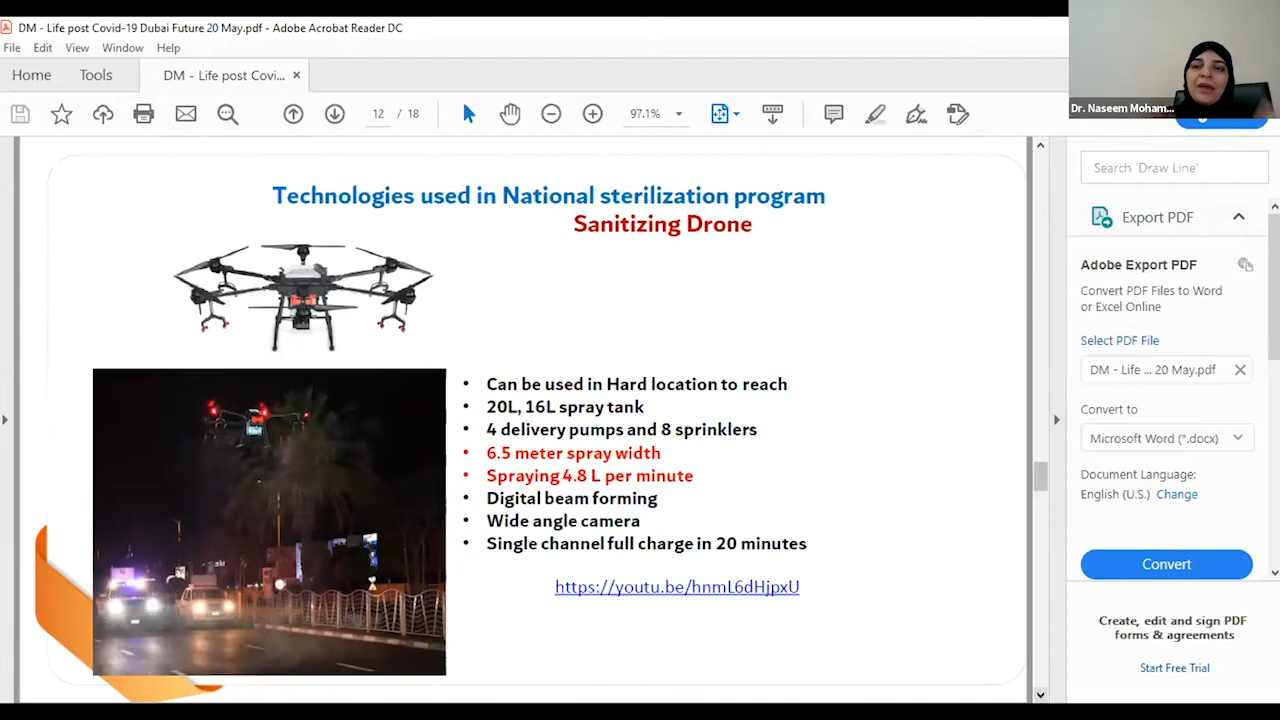 DM - Life post Covid-19 Dubai Future 20 May.pdf - Adobe Acrobat Reader DC
File Edit View Window Help
Home Tools DM - Life post Covi... ×
12 / 18 97.1%
Dr. Naseem Moham...
Technologies used in National sterilization program
Sanitizing Drone
• Can be used in Hard location to reach
• 20L, 16L spray tank
• 4 delivery pumps and 8 sprinklers
• 6.5 meter spray width
• Spraying 4.8 L per minute
• Digital beam forming
• Wide angle camera
• Single channel full charge in 20 minutes
https://youtu.be/hnmL6dHjpxU
Search 'Draw Line'
Export PDF
Adobe Export PDF
Convert PDF Files to Word
or Excel Online
Select PDF File
DM - Life ... 20 May.pdf
Convert to
Microsoft Word (*.docx)
Document Language:
English (U.S.) Change
Convert
Create, edit and sign PDF
forms & agreements
Start Free Trial